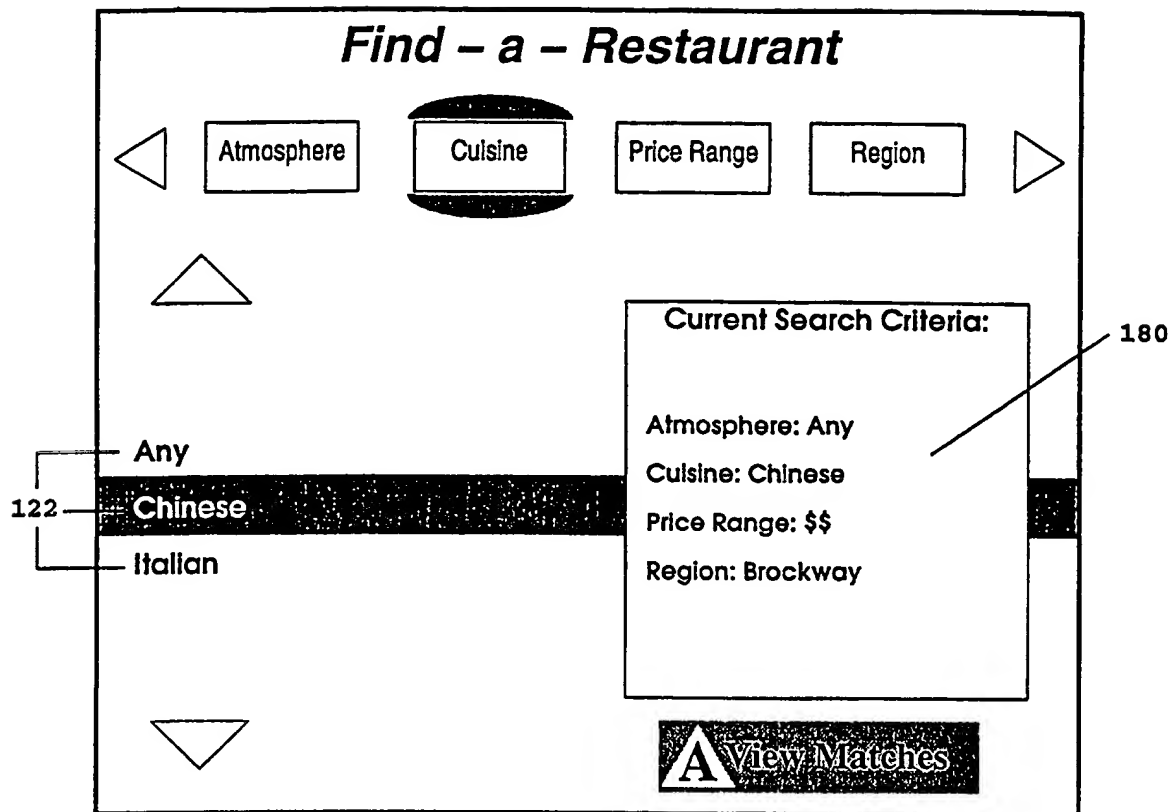 Find – a – Restaurant
Atmosphere Cuisine Price Range Region
Current Search Criteria:
180
Atmosphere: Any
Any
Cuisine: Chinese
122 Chinese
Price Range: $$
Italian
Region: Brockway
A View Matches